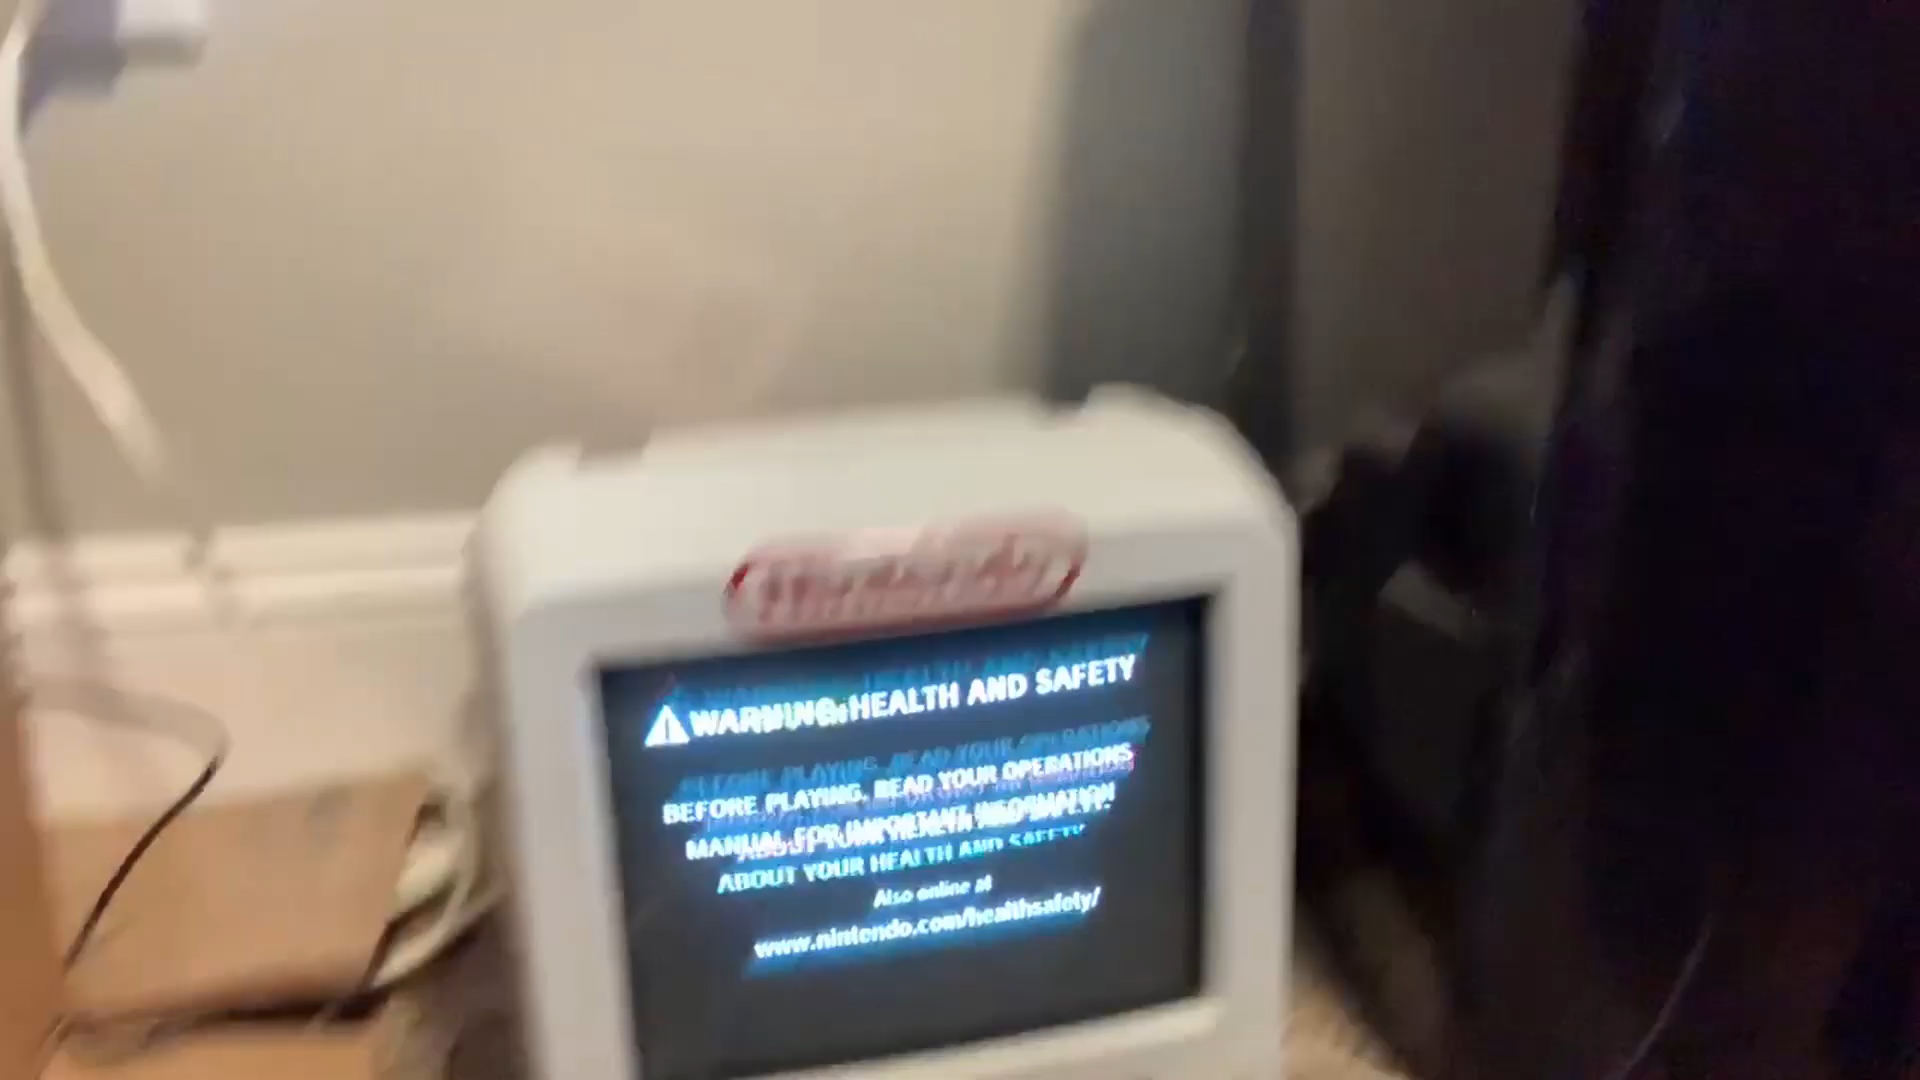 Nintendo
WARNING-HEALTH AND SAFETY
BEFORE PLAYING, READ YOUR OPERATIONS
MANUAL FOR IMPORTANT INFORMATION
ABOUT YOUR HEALTH AND SAFETY
Also online at
www.nintendo.com/healthsafety/